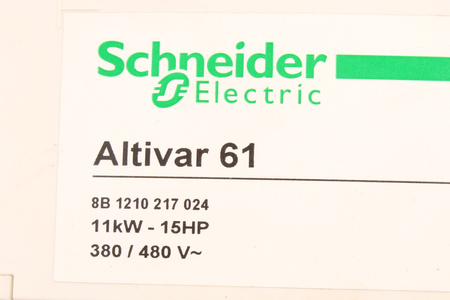 Schneider
Electric
Altivar 61
8B 1210 217 024
11kW - 15HP
380 / 480 V~